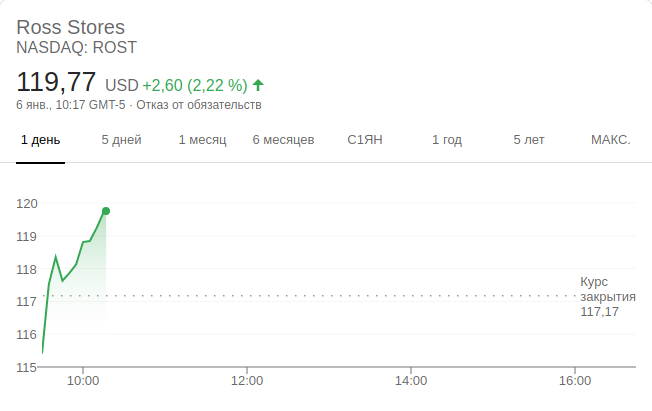 Ross Stores
NASDAQ: ROST
119,77 USD +2,60 (2,22 %) ↑
6 янв., 10:17 GMT-5 · Отказ от обязательств
1 день 5 дней 1 месяц 6 месяцев С1ЯН 1 год 5 лет МАКС.
120
119
118
117
116
115
Курс
закрытия
117,17
10:00 12:00 14:00 16:00